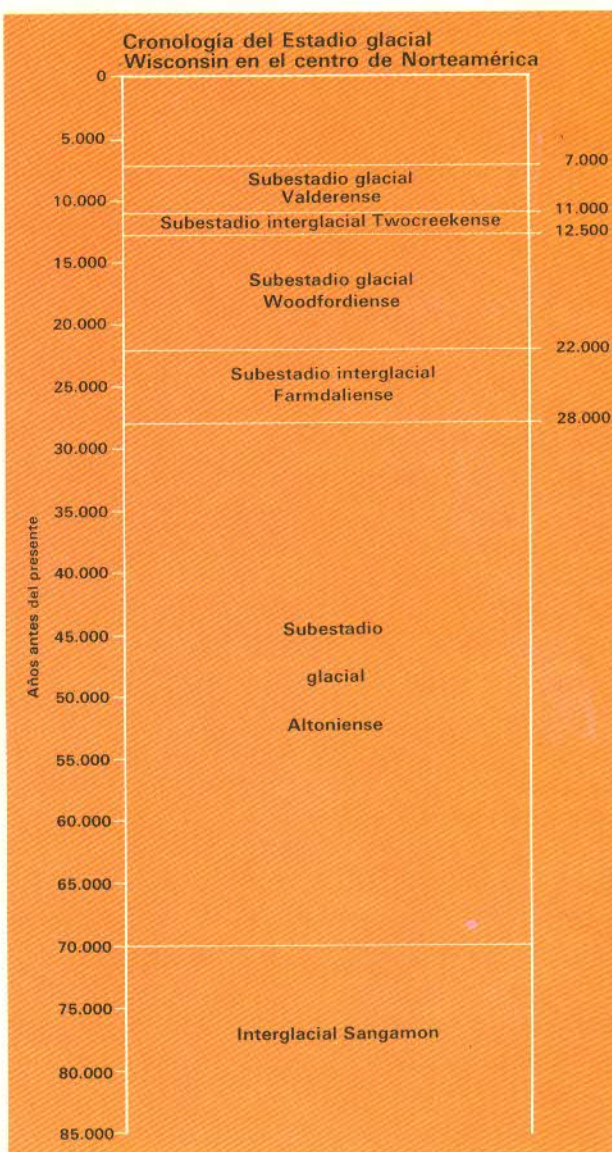 Cronología del Estadio glacial
Wisconsin en el centro de Norteamérica
0
5.000
7.000
Subestadio glacial
Valderense
10.000
11.000
Subestadio interglacial Twocreekense
12.500
15.000
Subestadio glacial
Woodfordiense
20.000
22.000
Subestadio interglacial
Farmdaliense
25.000
28.000
30.000
35.000
Años antes del presente
40.000
45.000
Subestadio
glacial
50.000
Altoniense
55.000
60.000
65.000
70.000
75.000
Interglacial Sangamon
80.000
85.000